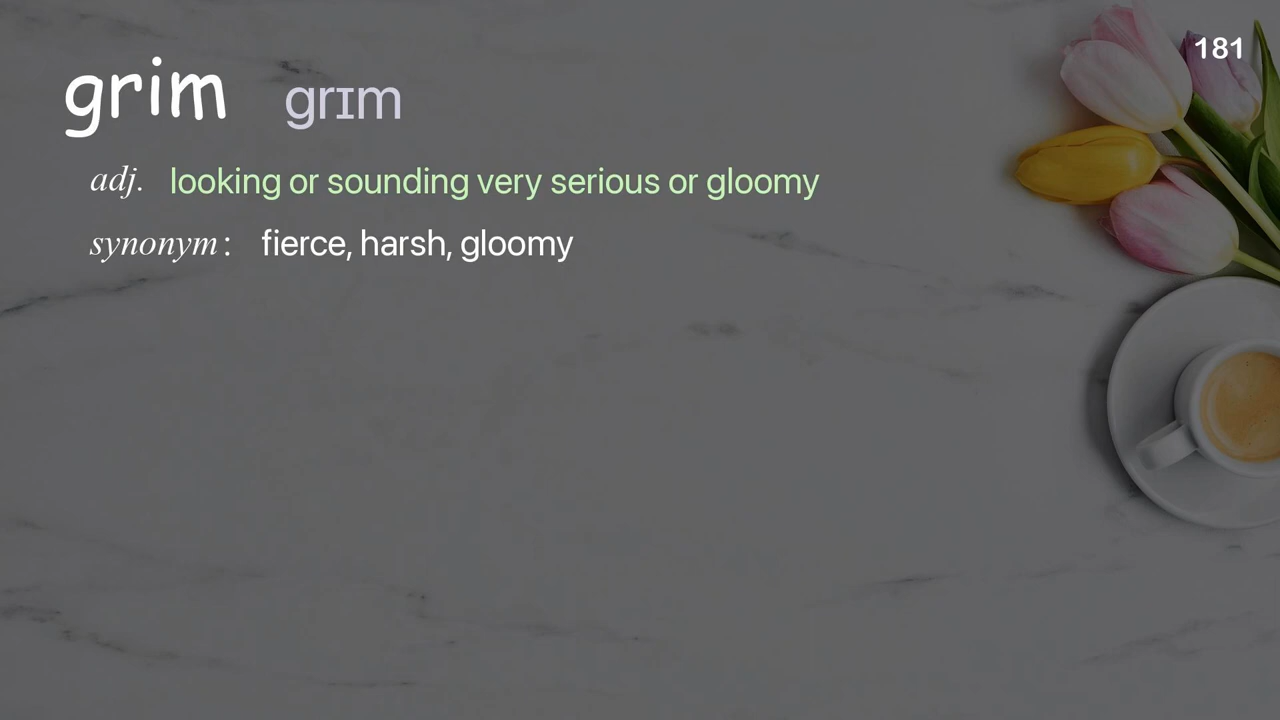 181
grim grɪm
adj. looking or sounding very serious or gloomy
synonym: fierce, harsh, gloomy